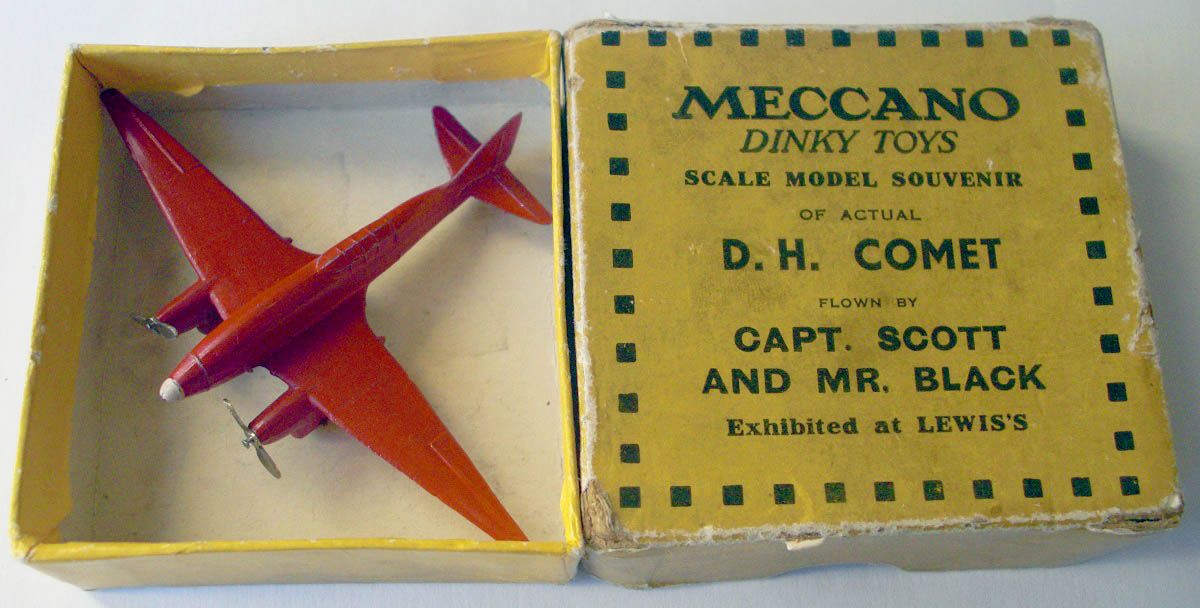 MECCANO
DINKY TOYS
SCALE MODEL SOUVENIR
OF ACTUAL
D. H. COMET
FLOWN BY
CAPT. SCOTT
AND MR. BLACK
Exhibited at LEWIS'S